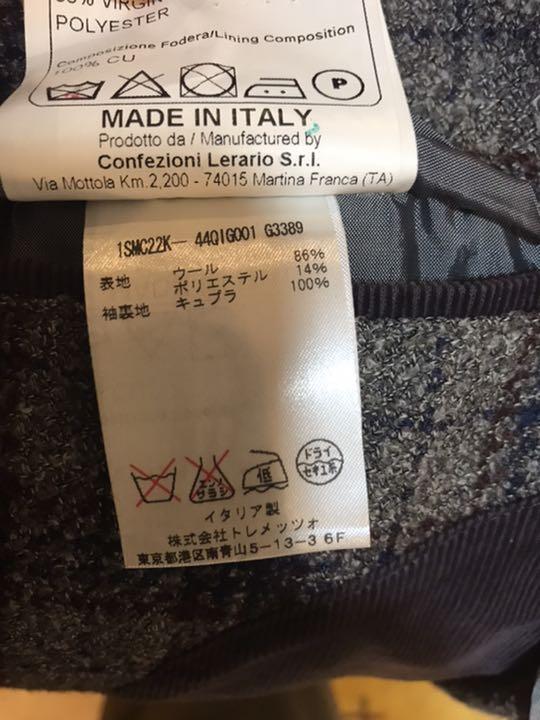 % VIRGIN
POLYESTER
Composizione Fodera/Lining Composition
100% CU
P
MADE IN ITALY
Prodotto da / Manufactured by
Confezioni Lerario S.r.l.
Via Mottola Km.2,200 - 74015 Martina Franca (TA)
1SMC22K- 44QIG001 G3389
表地 ウール 86%
ポリエステル 14%
袖裏地 キュプラ 100%
エンソ サラシ 低 ドライ セキユ系
イタリア製
株式会社トレメッツオ
東京都港区南青山5-13-3 6F